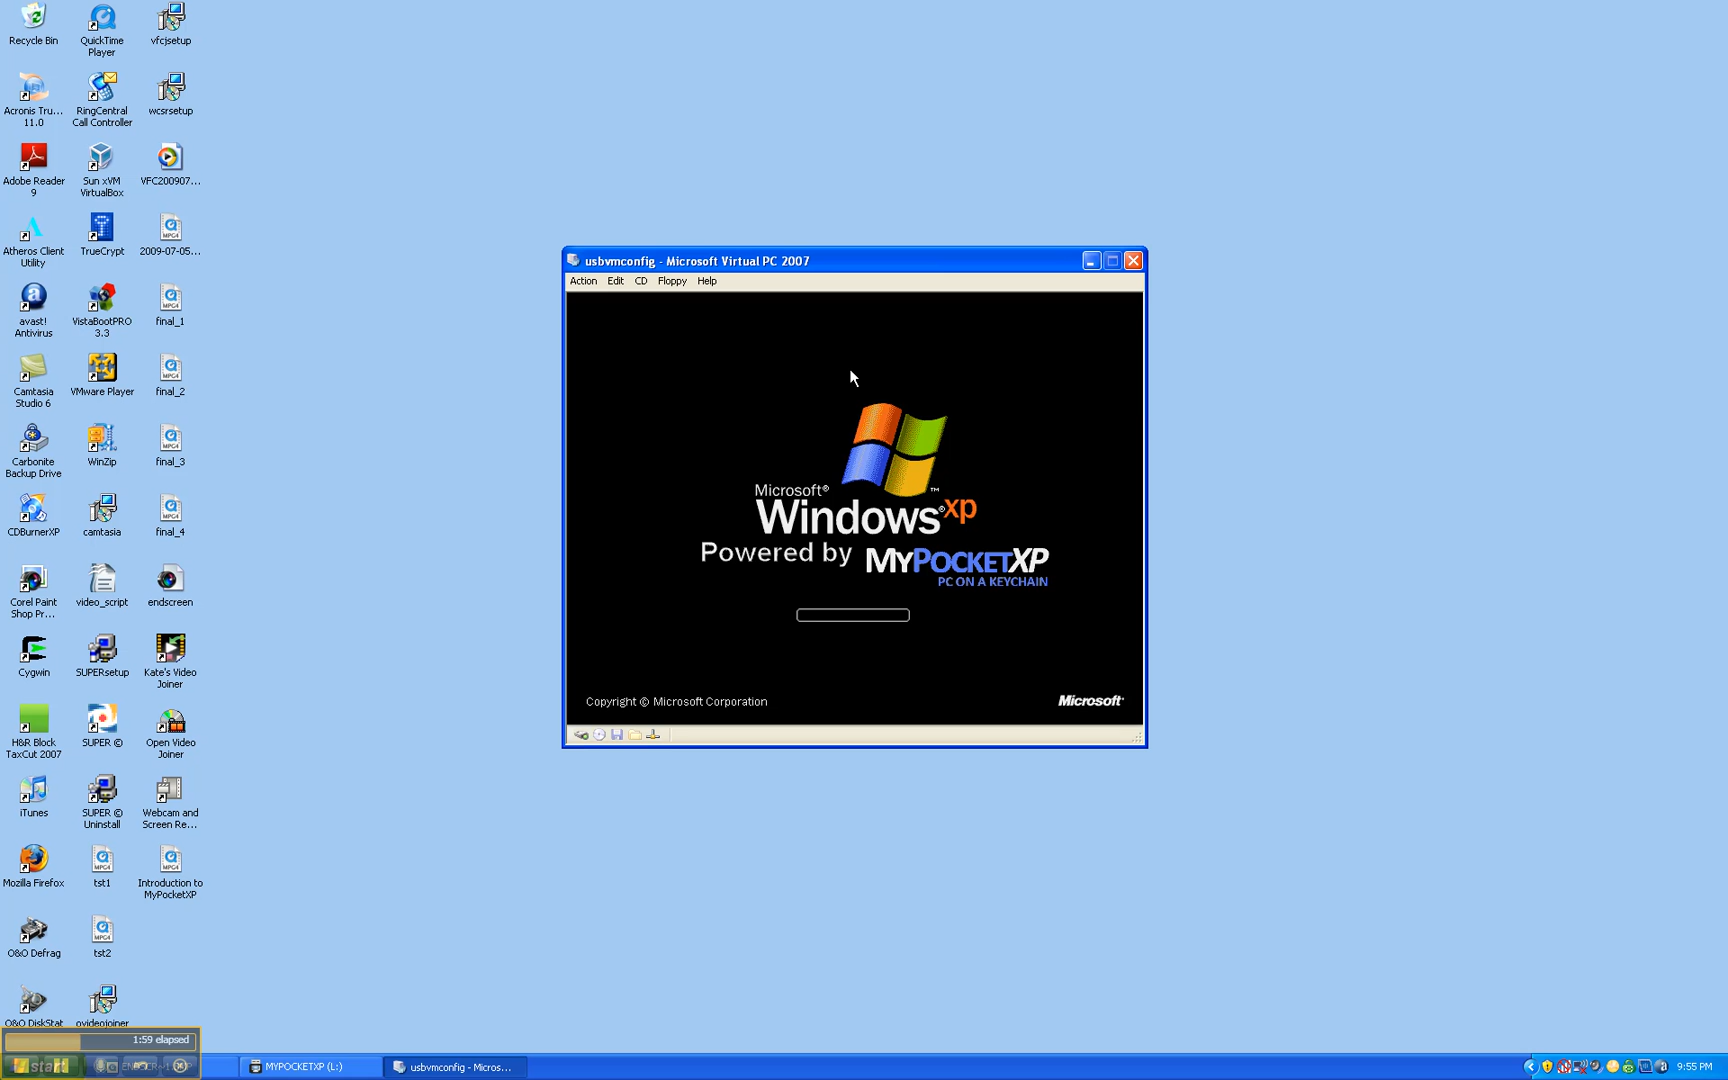 Recycle Bin
QuickTime
Player
vfcjsetup
Acronis Tru...
11.0
RingCentral
Call Controller
wcsrsetup
Adobe Reader
9
Sun xVM
VirtualBox
VFC200907...
Atheros Client
Utility
TrueCrypt
2009-07-05...
avast!
Antivirus
VistaBootPRO
3.3
final_1
Camtasia
Studio 6
VMware Player
final_2
Carbonite
Backup Drive
WinZip
final_3
CDBurnerXP
camtasia
final_4
Corel Paint
Shop Pr...
video_script
endscreen
Cygwin
SUPERsetup
Kate's Video
Joiner
H&R Block
TaxCut 2007
SUPER ©
Open Video
Joiner
iTunes
SUPER ©
Uninstall
Webcam and
Screen Re...
Mozilla Firefox
tst1
Introduction to
MyPocketXP
O&O Defrag
tst2
O&O DiskStat
ovideojoiner
usbvmconfig - Microsoft Virtual PC 2007
Action Edit CD Floppy Help
Microsoft®
Windows® xp ™
Powered by MYPOCKETXP
PC ON A KEYCHAIN
Copyright © Microsoft Corporation
Microsoft®
1:59 elapsed
start
MYPOCKETXP (L:)
usbvmconfig - Micros...
9:55 PM